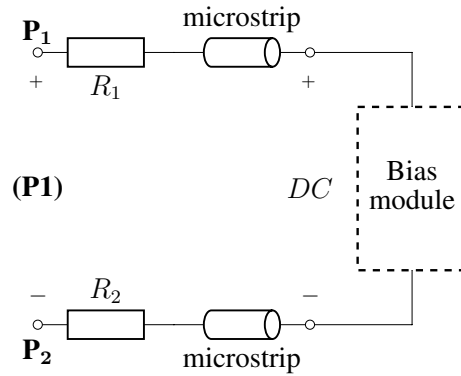 microstrip
P₁
+ +
R₁
(P1)
DC
Bias
module
− −
R₂
P₂
microstrip